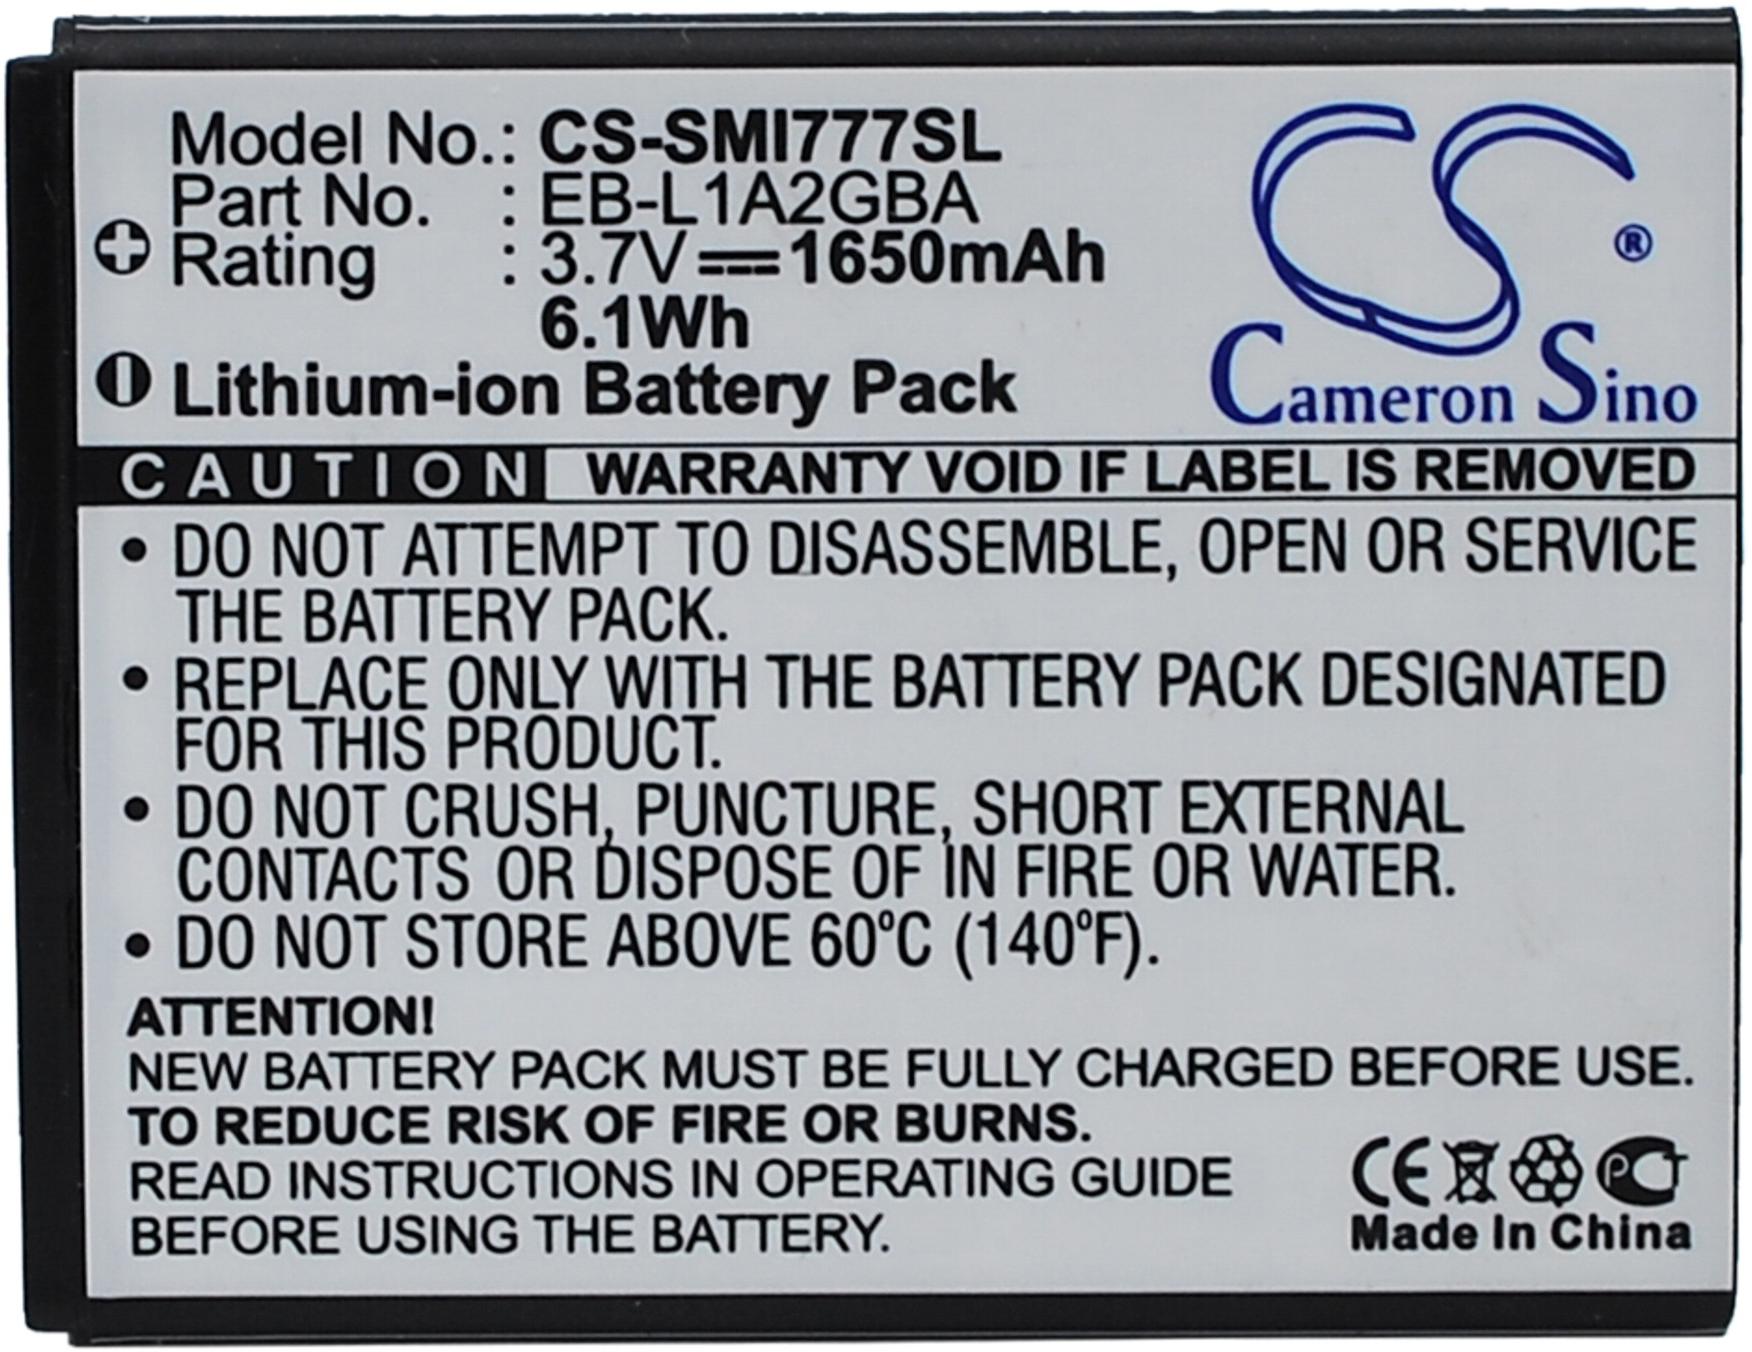 Model No.: CS-SMI777SL
Part No. : EB-L1A2GBA
Rating : 3.7V 1650mAh
6.1Wh
Lithium-ion Battery Pack
CS ®
Cameron Sino
CAUTION WARRANTY VOID IF LABEL IS REMOVED
• DO NOT ATTEMPT TO DISASSEMBLE, OPEN OR SERVICE
THE BATTERY PACK.
• REPLACE ONLY WITH THE BATTERY PACK DESIGNATED
FOR THIS PRODUCT.
• DO NOT CRUSH, PUNCTURE, SHORT EXTERNAL
CONTACTS OR DISPOSE OF IN FIRE OR WATER.
• DO NOT STORE ABOVE 60°C (140°F).
ATTENTION!
NEW BATTERY PACK MUST BE FULLY CHARGED BEFORE USE.
TO REDUCE RISK OF FIRE OR BURNS.
READ INSTRUCTIONS IN OPERATING GUIDE
BEFORE USING THE BATTERY.
CE PCT
Made In China